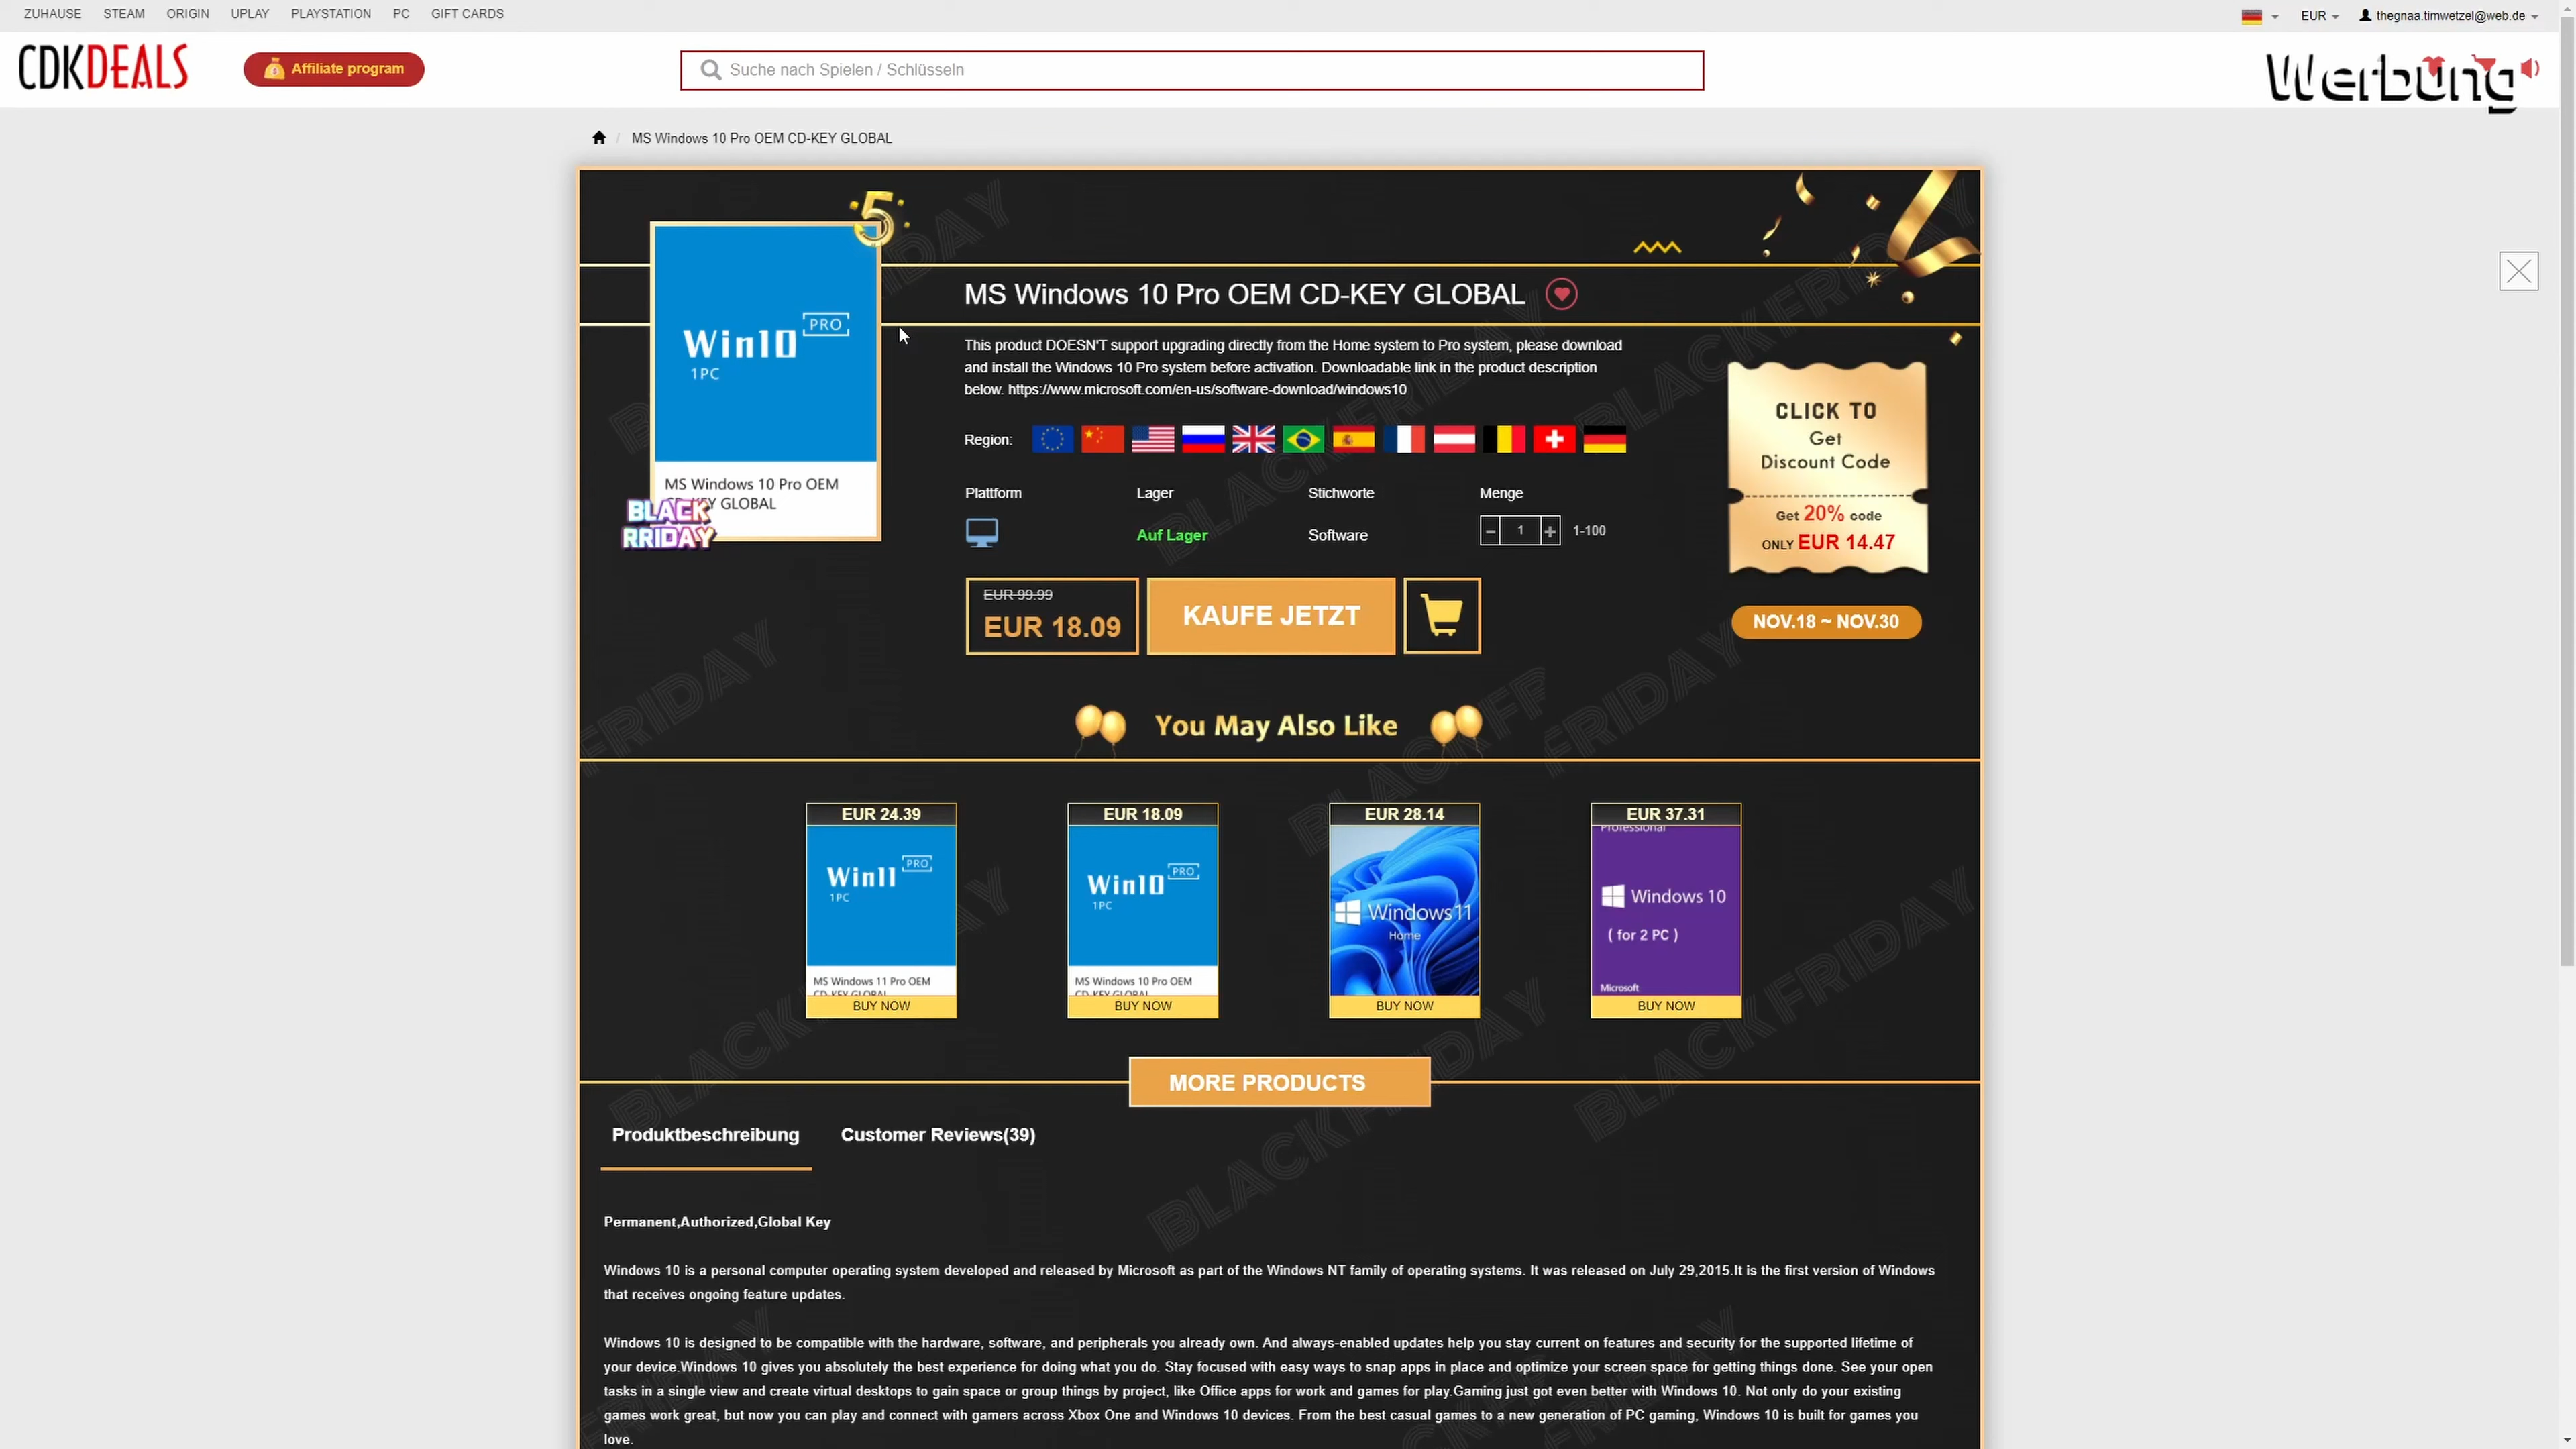 ZUHAUSE STEAM ORIGIN UPLAY PLAYSTATION PC GIFT CARDS
EUR thegnaa.timwetzel@web.de
CDKDEALS
Affiliate program
Suche nach Spielen / Schlüsseln
Werbung
/ MS Windows 10 Pro OEM CD-KEY GLOBAL
5
MS Windows 10 Pro OEM CD-KEY GLOBAL
Win10 PRO
1PC
MS Windows 10 Pro OEM
CD-KEY GLOBAL
BLACK
RRIDAY
This product DOESN'T support upgrading directly from the Home system to Pro system, please download
and install the Windows 10 Pro system before activation. Downloadable link in the product description
below. https://www.microsoft.com/en-us/software-download/windows10
Region:
Plattform Lager Stichworte Menge
Auf Lager Software - 1 + 1-100
EUR 99.99
EUR 18.09
KAUFE JETZT
CLICK TO
Get
Discount Code
Get 20% code
ONLY EUR 14.47
NOV.18 ~ NOV.30
You May Also Like
EUR 24.39
Win11 PRO
1PC
MS Windows 11 Pro OEM
CD-KEY GLOBAL
BUY NOW
EUR 18.09
Win10 PRO
1PC
MS Windows 10 Pro OEM
CD-KEY GLOBAL
BUY NOW
EUR 28.14
Windows 11
Home
BUY NOW
EUR 37.31
Professional
Windows 10
( for 2 PC )
Microsoft
BUY NOW
MORE PRODUCTS
Produktbeschreibung Customer Reviews(39)
Permanent,Authorized,Global Key
Windows 10 is a personal computer operating system developed and released by Microsoft as part of the Windows NT family of operating systems. It was released on July 29,2015.It is the first version of Windows
that receives ongoing feature updates.
Windows 10 is designed to be compatible with the hardware, software, and peripherals you already own. And always-enabled updates help you stay current on features and security for the supported lifetime of
your device.Windows 10 gives you absolutely the best experience for doing what you do. Stay focused with easy ways to snap apps in place and optimize your screen space for getting things done. See your open
tasks in a single view and create virtual desktops to gain space or group things by project, like Office apps for work and games for play.Gaming just got even better with Windows 10. Not only do your existing
games work great, but now you can play and connect with gamers across Xbox One and Windows 10 devices. From the best casual games to a new generation of PC gaming, Windows 10 is built for games you
love.